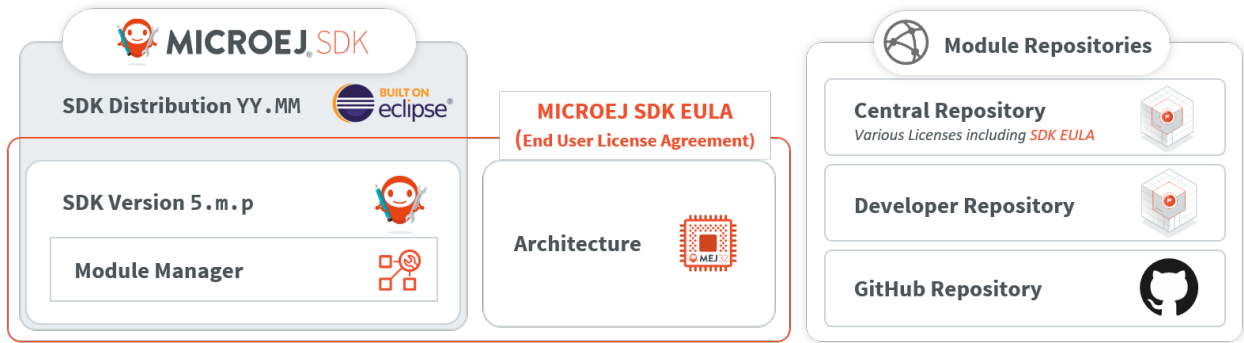 MICROEJ® SDK
SDK Distribution YY.MM
BUILT ON
eclipse®
MICROEJ SDK EULA
(End User License Agreement)
SDK Version 5.m.p
Module Manager
Architecture
MEJ32
Module Repositories
Central Repository
Various Licenses including SDK EULA
Developer Repository
GitHub Repository